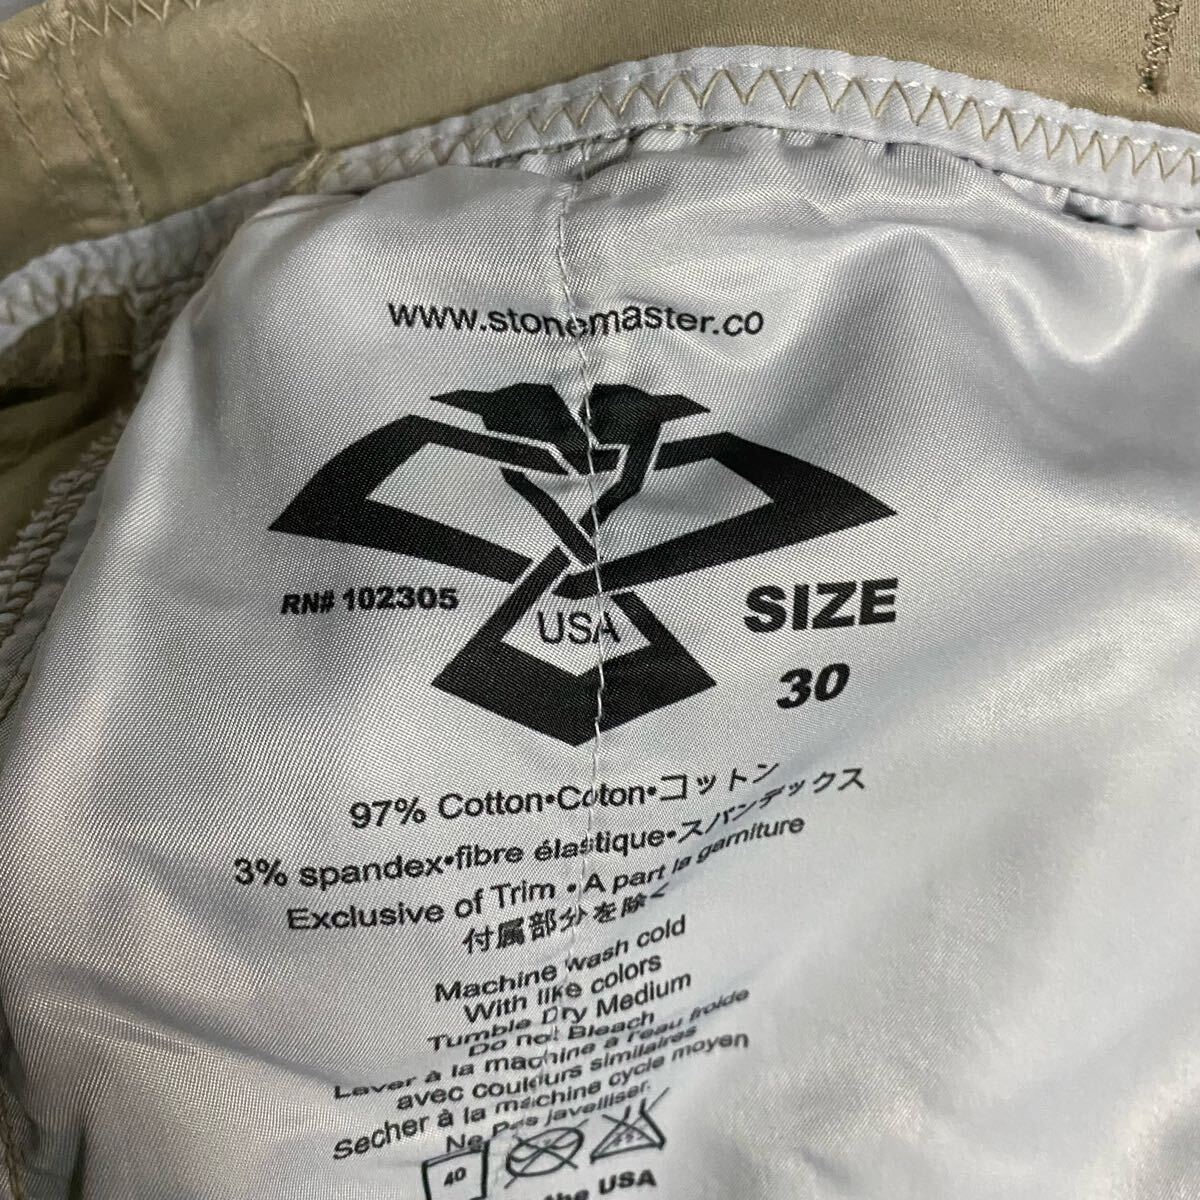 www.stonemaster.co
RN# 102305
USA
SIZE
30
97% Cotton•Coton•コットン
3% spandex•fibre élastique•スパンデックス
Exclusive of Trim • A part la garniture
付属部分を除く
Machine wash cold
With like colors
Tumble Dry Medium
Do Not Bleach
Laver à la machine a l'eau froide
avec couleurs similaires
Secher à la machine cycle moyen
Ne Pas javelliser.
40
the USA